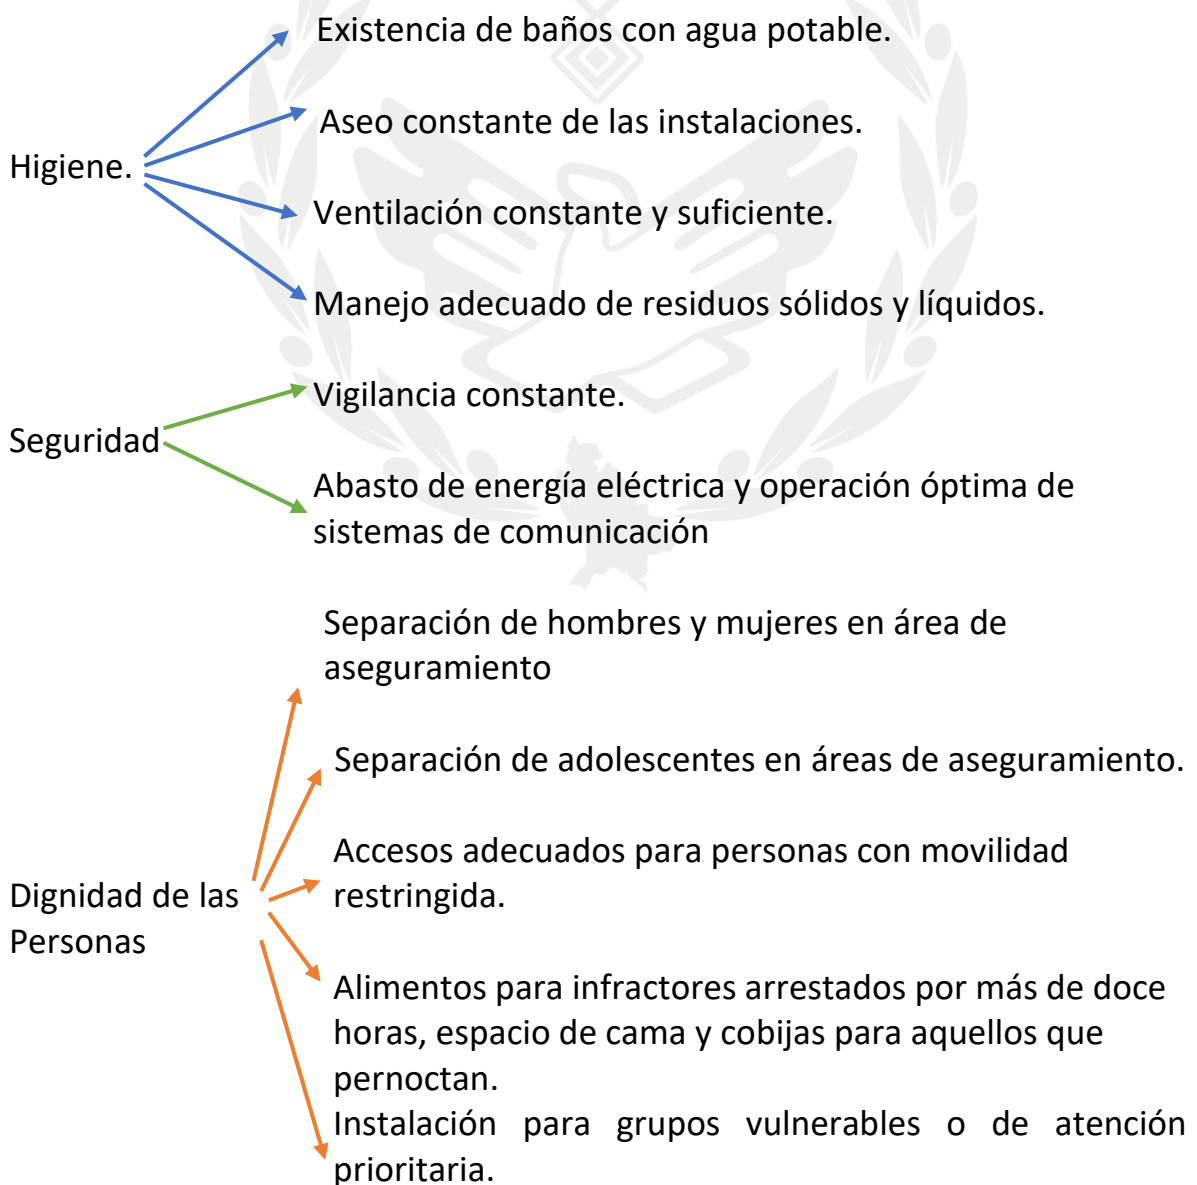 Existencia de baños con agua potable.
Aseo constante de las instalaciones.
Higiene.
Ventilación constante y suficiente.
Manejo adecuado de residuos sólidos y líquidos.
Vigilancia constante.
Seguridad
Abasto de energía eléctrica y operación óptima de
sistemas de comunicación
Separación de hombres y mujeres en área de
aseguramiento
Separación de adolescentes en áreas de aseguramiento.
Accesos adecuados para personas con movilidad
restringida.
Dignidad de las
Personas
Alimentos para infractores arrestados por más de doce
horas, espacio de cama y cobijas para aquellos que
pernoctan.
Instalación para grupos vulnerables o de atención
prioritaria.